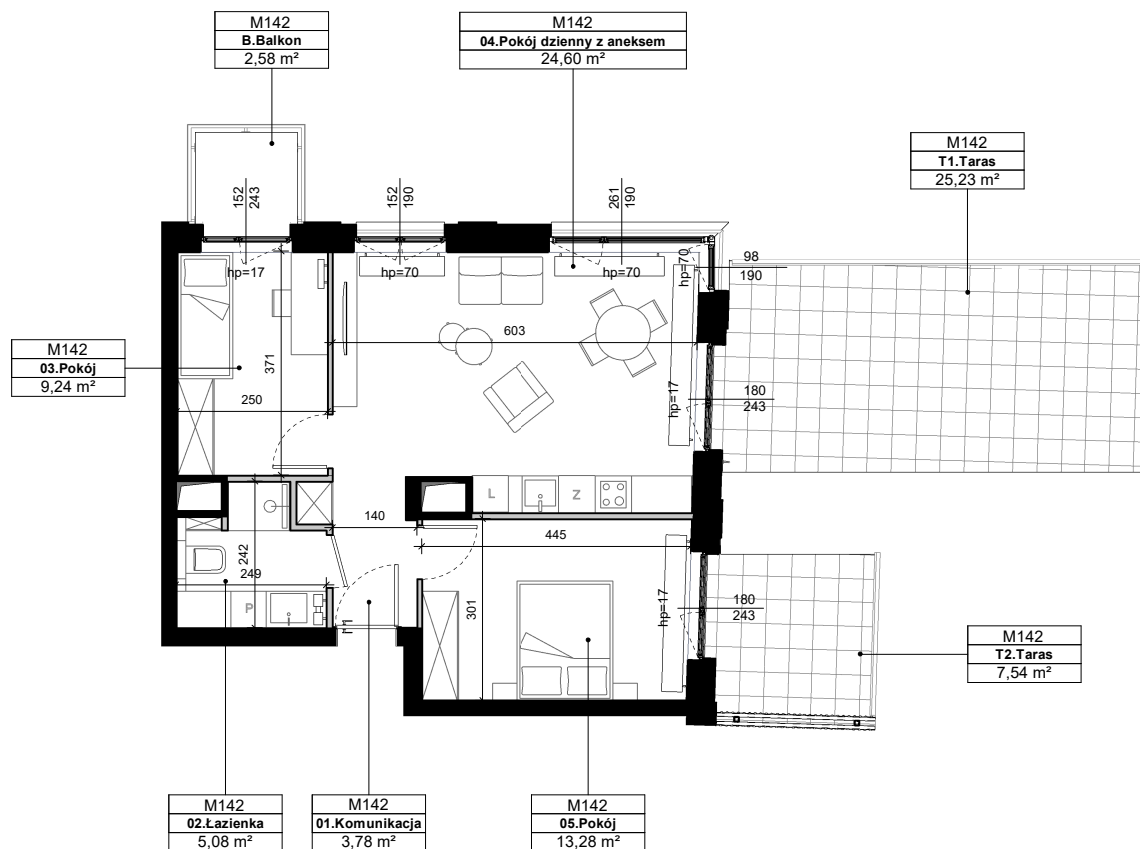 M142
B.Balkon
2,58 m²
M142
04.Pokój dzienny z aneksem
24,60 m²
M142
T1.Taras
25,23 m²
152
243
152
190
261
190
hp=17
hp=70
hp=70
hp=70
98
190
M142
03.Pokój
9,24 m²
371
250
603
hp=17
180
243
L
Z
140
445
242
249
P
301
hp=17
180
243
M142
T2.Taras
7,54 m²
M142
02.Łazienka
5,08 m²
M142
01.Komunikacja
3,78 m²
M142
05.Pokój
13,28 m²